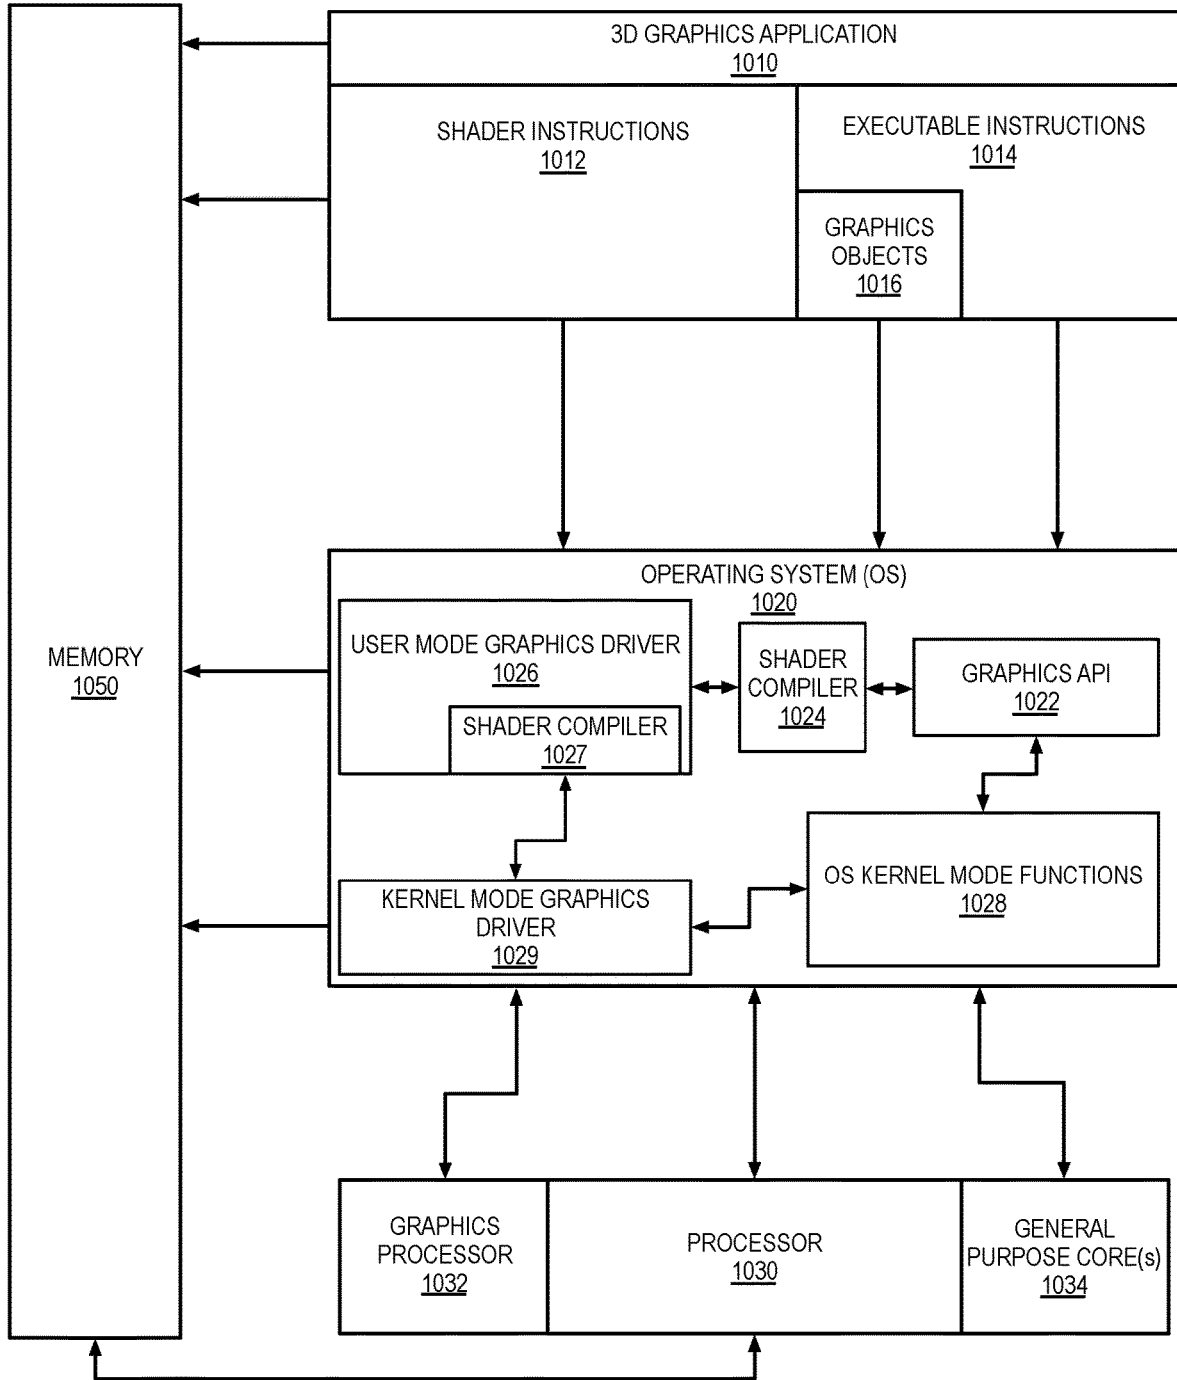 3D GRAPHICS APPLICATION
1010
SHADER INSTRUCTIONS
1012
EXECUTABLE INSTRUCTIONS
1014
GRAPHICS
OBJECTS
1016
MEMORY
1050
OPERATING SYSTEM (OS)
1020
USER MODE GRAPHICS DRIVER
1026
SHADER COMPILER
1027
SHADER
COMPILER
1024
GRAPHICS API
1022
KERNEL MODE GRAPHICS
DRIVER
1029
OS KERNEL MODE FUNCTIONS
1028
GRAPHICS
PROCESSOR
1032
PROCESSOR
1030
GENERAL
PURPOSE CORE(s)
1034